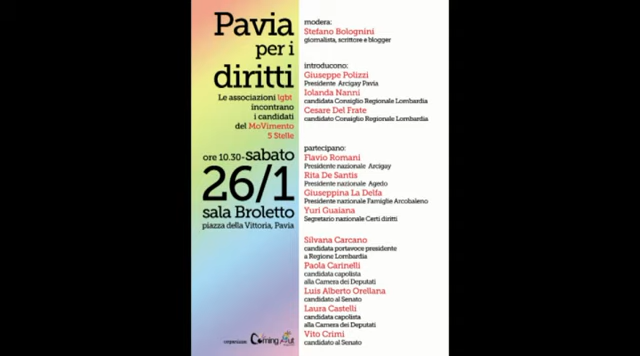 Pavia
per i
diritti
Le associazioni lgbt
incontrano
i candidati
del MoVimento
5 Stelle
ore 10.30-sabato
26/1
sala Broletto
piazza della Vittoria, Pavia
Coming Aut
modera:
Stefano Bolognini
giornalista, scrittore e blogger
introducono:
Giuseppe Polizzi
Presidente Arcigay Pavia
Iolanda Nanni
candidata Consiglio Regionale Lombardia
Cesare Del Frate
candidato Consiglio Regionale Lombardia
partecipano:
Flavio Romani
Presidente nazionale Arcigay
Rita De Santis
Presidente nazionale Agedo
Giuseppina La Delfa
Presidente nazionale Famiglie Arcobaleno
Yuri Guaiana
Segretario nazionale Certi diritti
Silvana Carcano
candidata portavoce presidente
a Regione Lombardia
Paola Carinelli
candidata capolista
alla Camera dei Deputati
Luis Alberto Orellana
candidato al Senato
Laura Castelli
candidata capolista
alla Camera dei Deputati
Vito Crimi
candidato al Senato